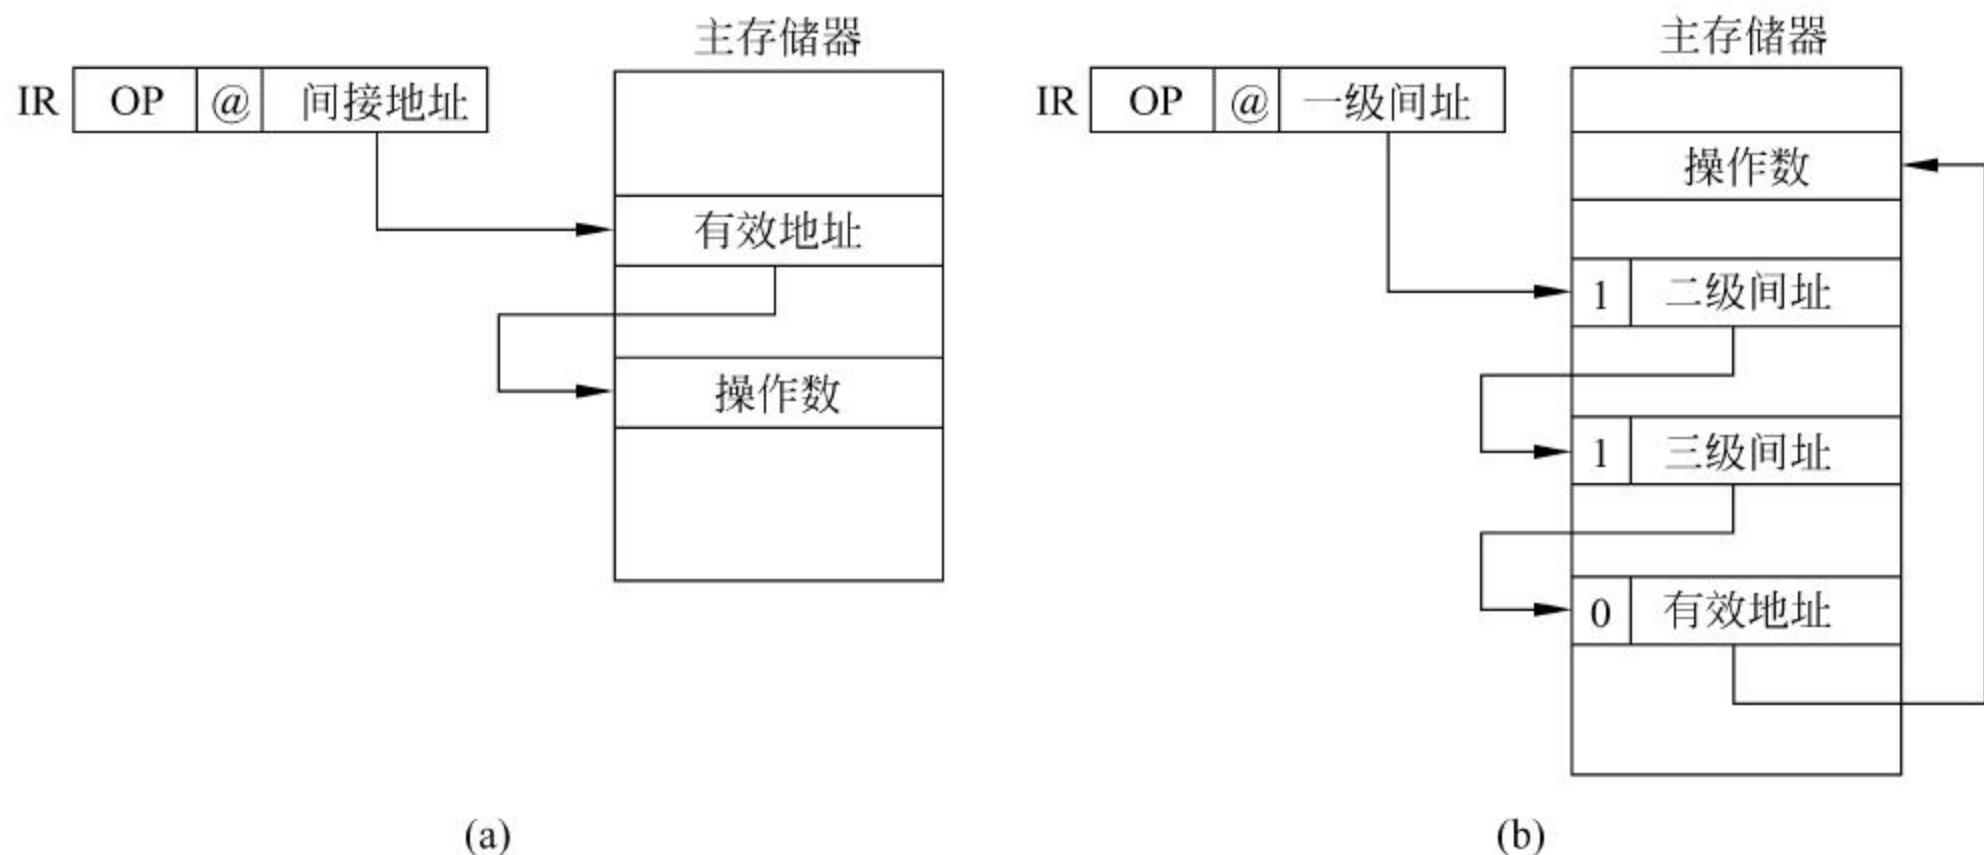 主存储器
IR OP @ 间接地址
有效地址
操作数
(a)
主存储器
IR OP @ 一级间址
操作数
1 二级间址
1 三级间址
0 有效地址
(b)